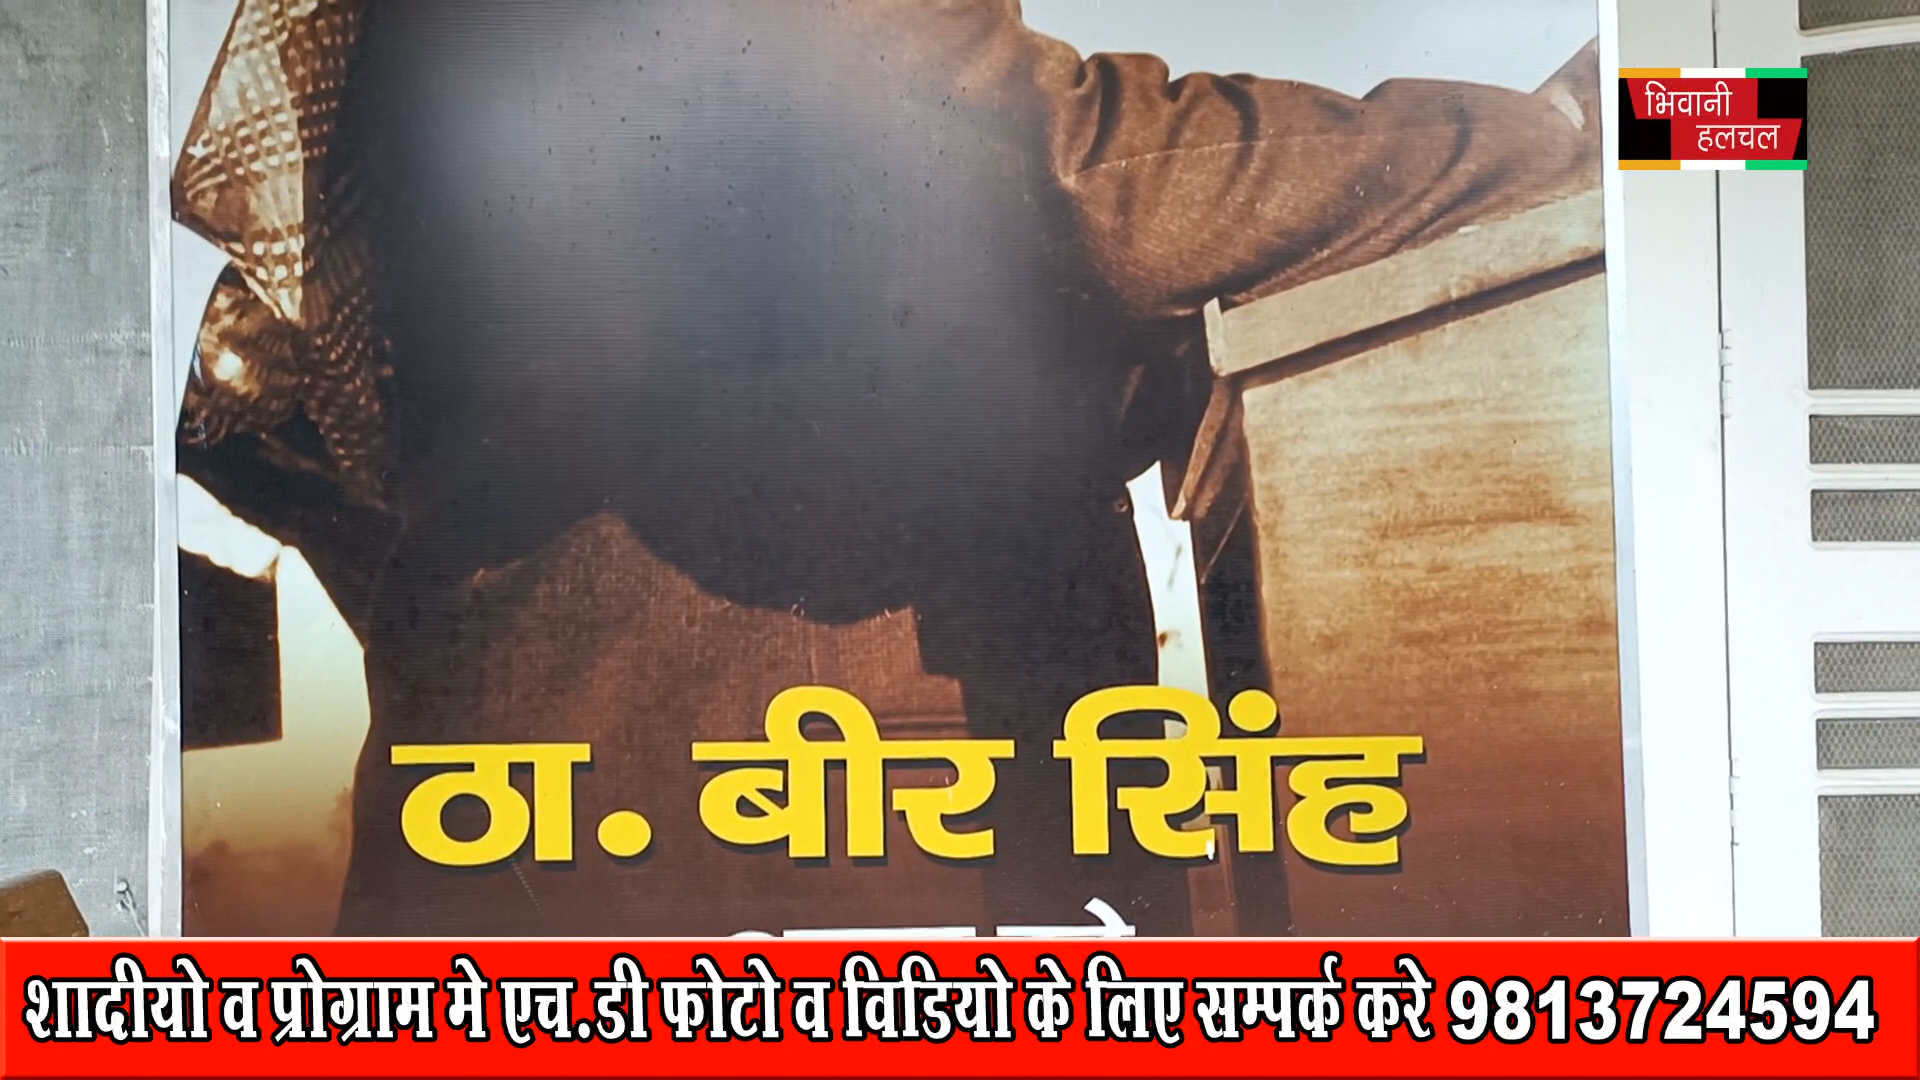 भिवानी
हलचल
ठा. बीर सिंह
शादीयो व प्रोग्राम मे एच.डी फोटो व विडियो के लिए सम्पर्क करे 9813724594